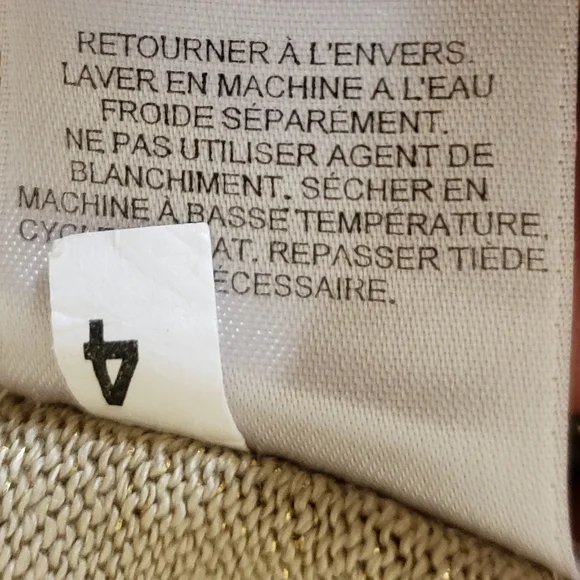 RETOURNER À L'ENVERS.
LAVER EN MACHINE A L'EAU
FROIDE SÉPARÉMENT.
NE PAS UTILISER AGENT DE
BLANCHIMENT. SÉCHER EN
MACHINE À BASSE TEMPÉRATURE.
REPASSER TIÈDE
4